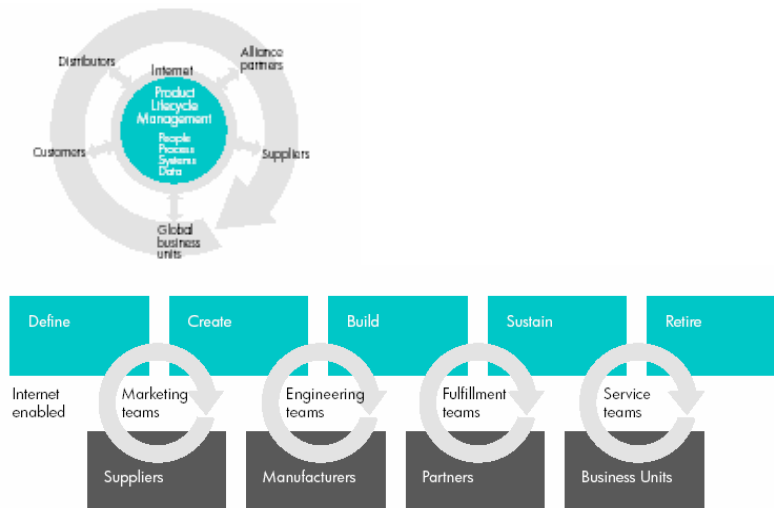 Distributors
Alliance
partners
Internet
Product
Lifecycle
Management
People
Process
Systems
Data
Customers
Suppliers
Global
business
units
Define
Create
Build
Sustain
Retire
Internet
enabled
Marketing
teams
Engineering
teams
Fulfillment
teams
Service
teams
Suppliers
Manufacturers
Partners
Business Units